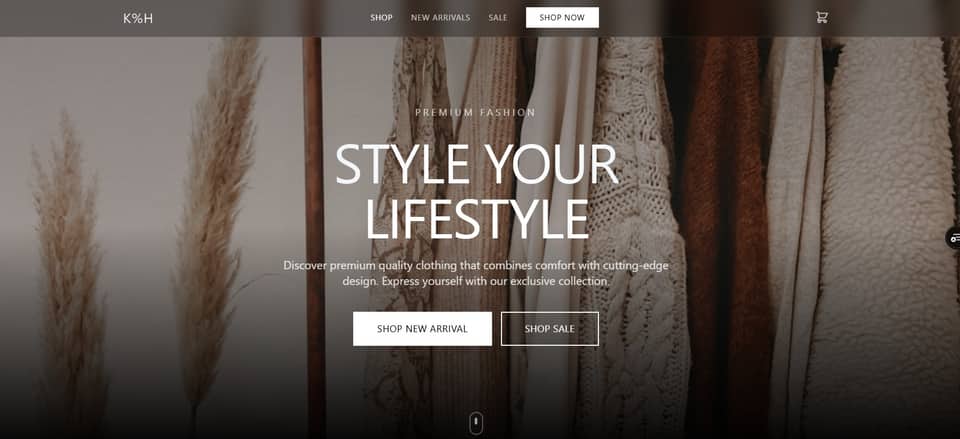 K%H
SHOP
NEW ARRIVALS
SALE
SHOP NOW
PREMIUM FASHION
STYLE YOUR
LIFESTYLE
Discover premium quality clothing that combines comfort with cutting-edge
design. Express yourself with our exclusive collection.
SHOP NEW ARRIVAL
SHOP SALE